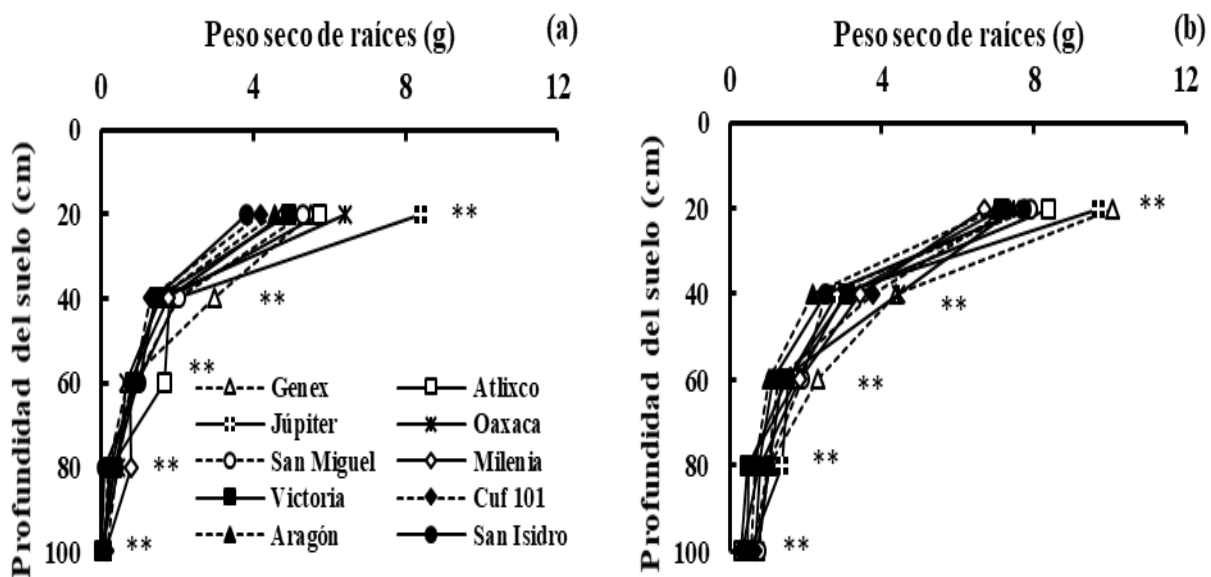 Peso seco de raíces (g) (a)
0 4 8 12
Profundidad del suelo (cm)
0
20
40
60
80
100
**
**
**
**
**
Genex
Atlixco
Júpiter
Oaxaca
San Miguel
Milenia
Victoria
Cuf 101
Aragón
San Isidro
Peso seco de raíces (g) (b)
0 4 8 12
Profundidad del suelo (cm)
0
20
40
60
80
100
**
**
**
**
**